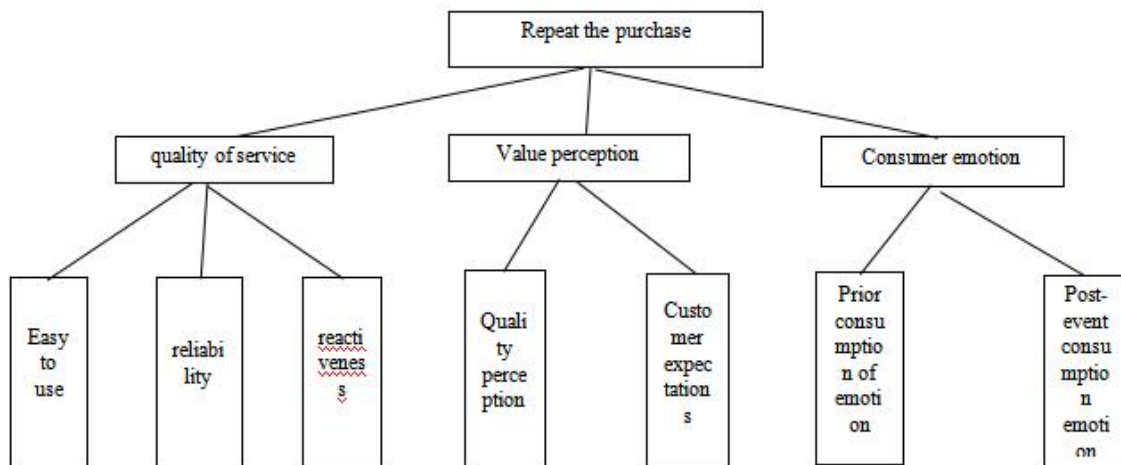 Repeat the purchase
quality of service
Value perception
Consumer emotion
Easy
to
use
reliabi
lity
reacti
venes
s
Quali
ty
perce
ption
Custo
mer
expec
tation
s
Prior
consu
mptio
n of
emoti
on
Post-
event
consu
mptio
n
emoti
on